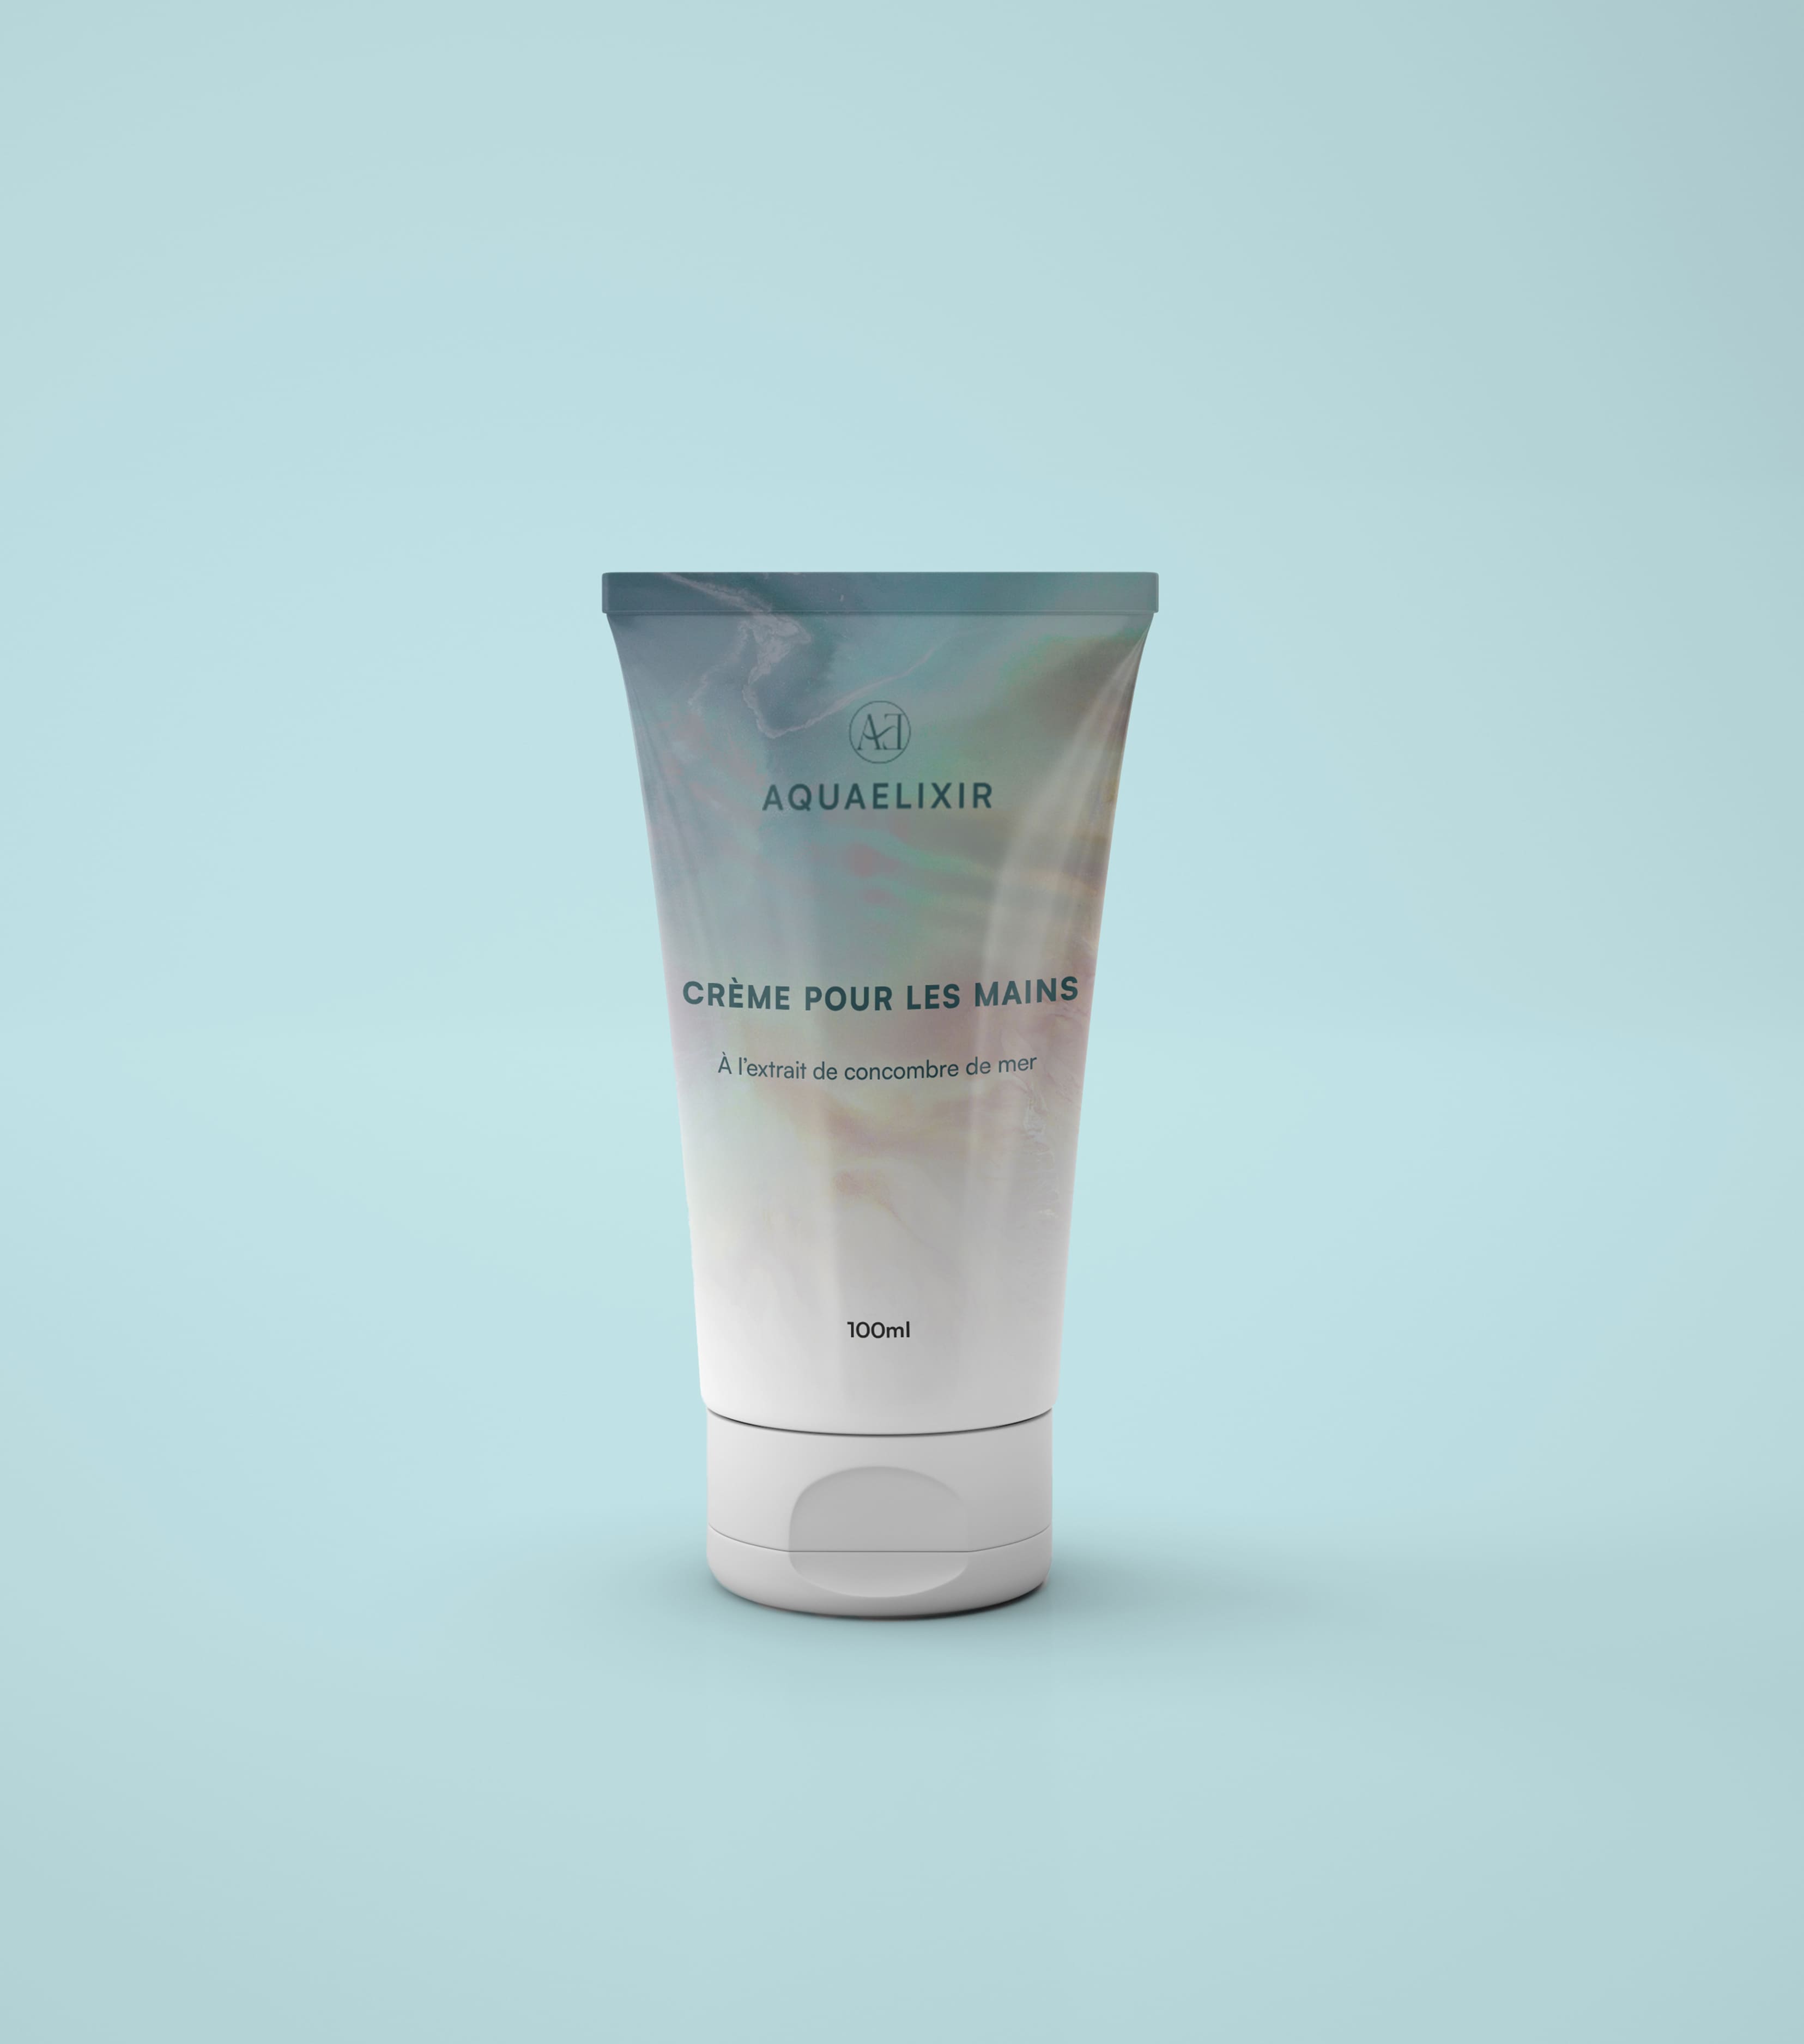 AE
AQUAELIXIR
CRÈME POUR LES MAINS
À l'extrait de concombre de mer
100ml